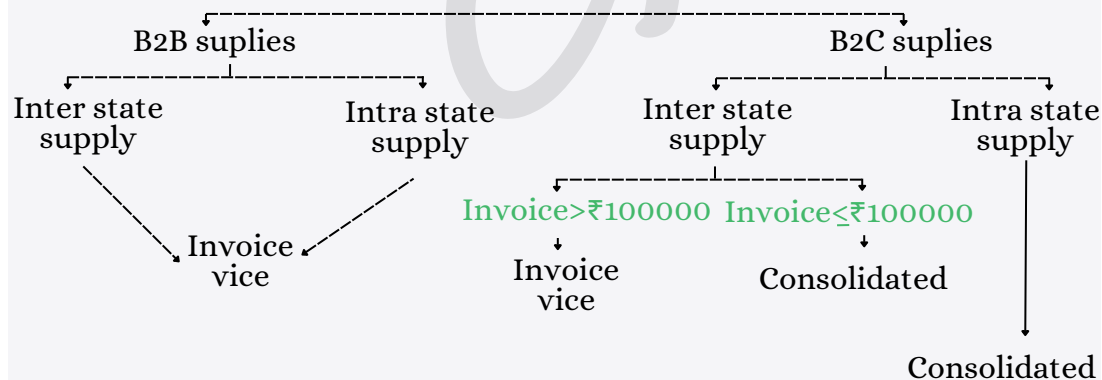 B2B suplies
B2C suplies
Inter state
supply
Intra state
supply
Inter state
supply
Intra state
supply
Invoice>₹100000
Invoice≤₹100000
Invoice
vice
Invoice
vice
Consolidated
Consolidated